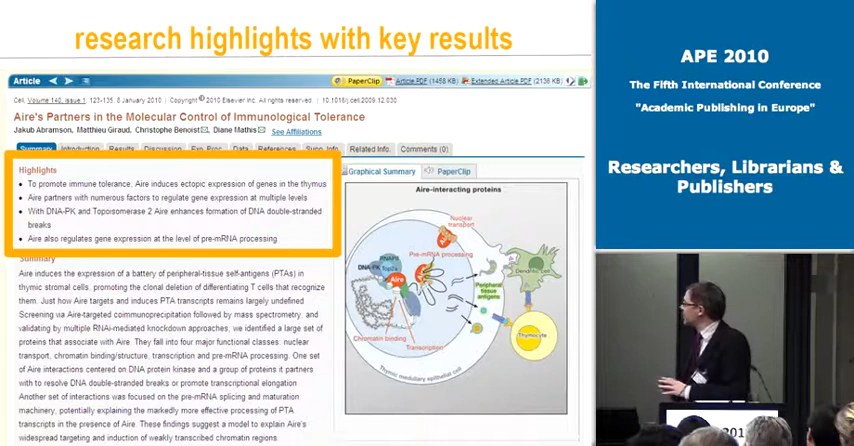 research highlights with key results
Article
PaperClip
Article PDF (1458 KB)
Extended Article PDF (2136 KB)
Cell, Volume 140, Issue 1, 123-135, 8 January 2010 | Copyright © 2010 Elsevier Inc. All rights reserved. | 10.1016/j.cell.2009.12.030
Aire's Partners in the Molecular Control of Immunological Tolerance
Jakub Abramson, Matthieu Giraud, Christophe Benoist, Diane Mathis
See Affiliations
Summary
Introduction
Results
Discussion
Exp. Proc.
Data
References
Supp. Info.
Related Info.
Comments (0)
Highlights
• To promote immune tolerance, Aire induces ectopic expression of genes in the thymus
• Aire partners with numerous factors to regulate gene expression at multiple levels
• With DNA-PK and Topoisomerase 2 Aire enhances formation of DNA double-stranded
breaks
• Aire also regulates gene expression at the level of pre-mRNA processing
Summary
Aire induces the expression of a battery of peripheral-tissue self-antigens (PTAs) in
thymic stromal cells, promoting the clonal deletion of differentiating T cells that recognize
them. Just how Aire targets and induces PTA transcripts remains largely undefined
Screening via Aire-targeted coimmunoprecipitation followed by mass spectrometry, and
validating by multiple RNAi-mediated knockdown approaches, we identified a large set of
proteins that associate with Aire. They fall into four major functional classes: nuclear
transport, chromatin binding/structure, transcription and pre-mRNA processing. One set
of Aire interactions centered on DNA protein kinase and a group of proteins it partners
with to resolve DNA double-stranded breaks or promote transcriptional elongation
Another set of interactions was focused on the pre-mRNA splicing and maturation
machinery, potentially explaining the markedly more effective processing of PTA
transcripts in the presence of Aire. These findings suggest a model to explain Aire's
widespread targeting and induction of weakly transcribed chromatin regions.
Graphical Summary
PaperClip
Aire-interacting proteins
Nuclear
transport
Pre-mRNA processing
DNA-PK
Top2a
Aire
Peripheral
tissue
antigens
Dendritic cell
Thymocyte
Chromatin binding
Transcription
Thymic medullary epithelial cell
APE 2010
The Fifth International Conference
"Academic Publishing in Europe"
Researchers, Librarians &
Publishers
201